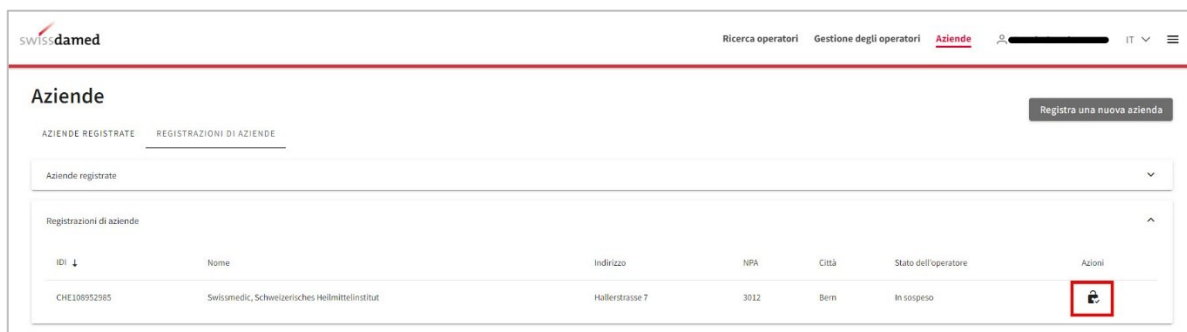 swissdamed
Ricerca operatori Gestione degli operatori Aziende IT
Aziende
Registra una nuova azienda
AZIENDE REGISTRATE REGISTRAZIONI DI AZIENDE
Aziende registrate
Registrazioni di aziende
IDI Nome Indirizzo NPA Città Stato dell'operatore Azioni
CHE108952985 Swissmedic, Schweizerisches Heilmittelinstitut Hallerstrasse 7 3012 Bern In sospeso